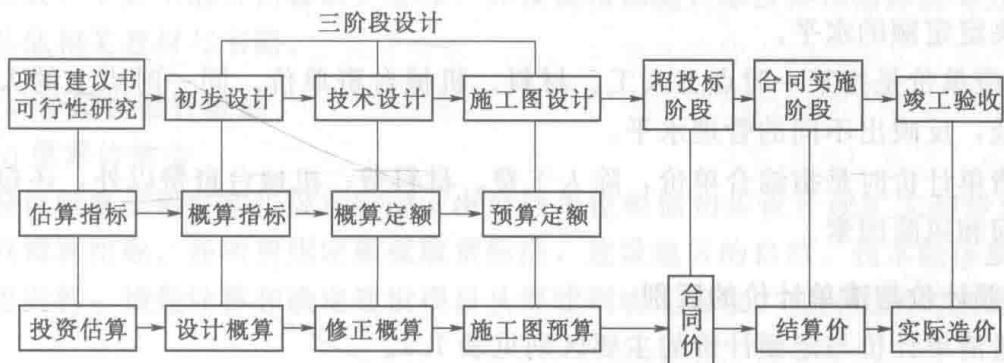 三阶段设计
项目建议书
可行性研究
初步设计
技术设计
施工图设计
招投标
阶段
合同实施
阶段
竣工验收
估算指标
概算指标
概算定额
预算定额
投资估算
设计概算
修正概算
施工图预算
合
同
价
结算价
实际造价